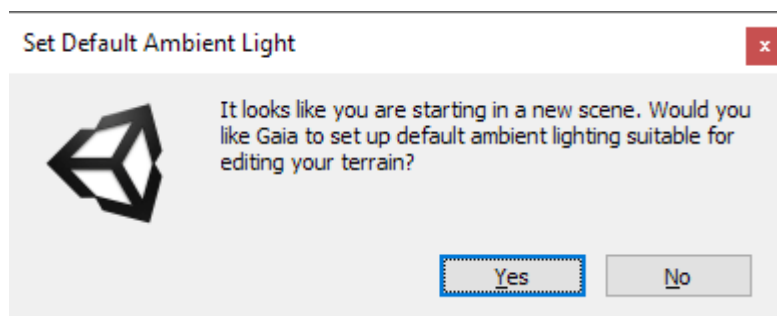 Set Default Ambient Light
x
It looks like you are starting in a new scene. Would you
like Gaia to set up default ambient lighting suitable for
editing your terrain?
Yes
No